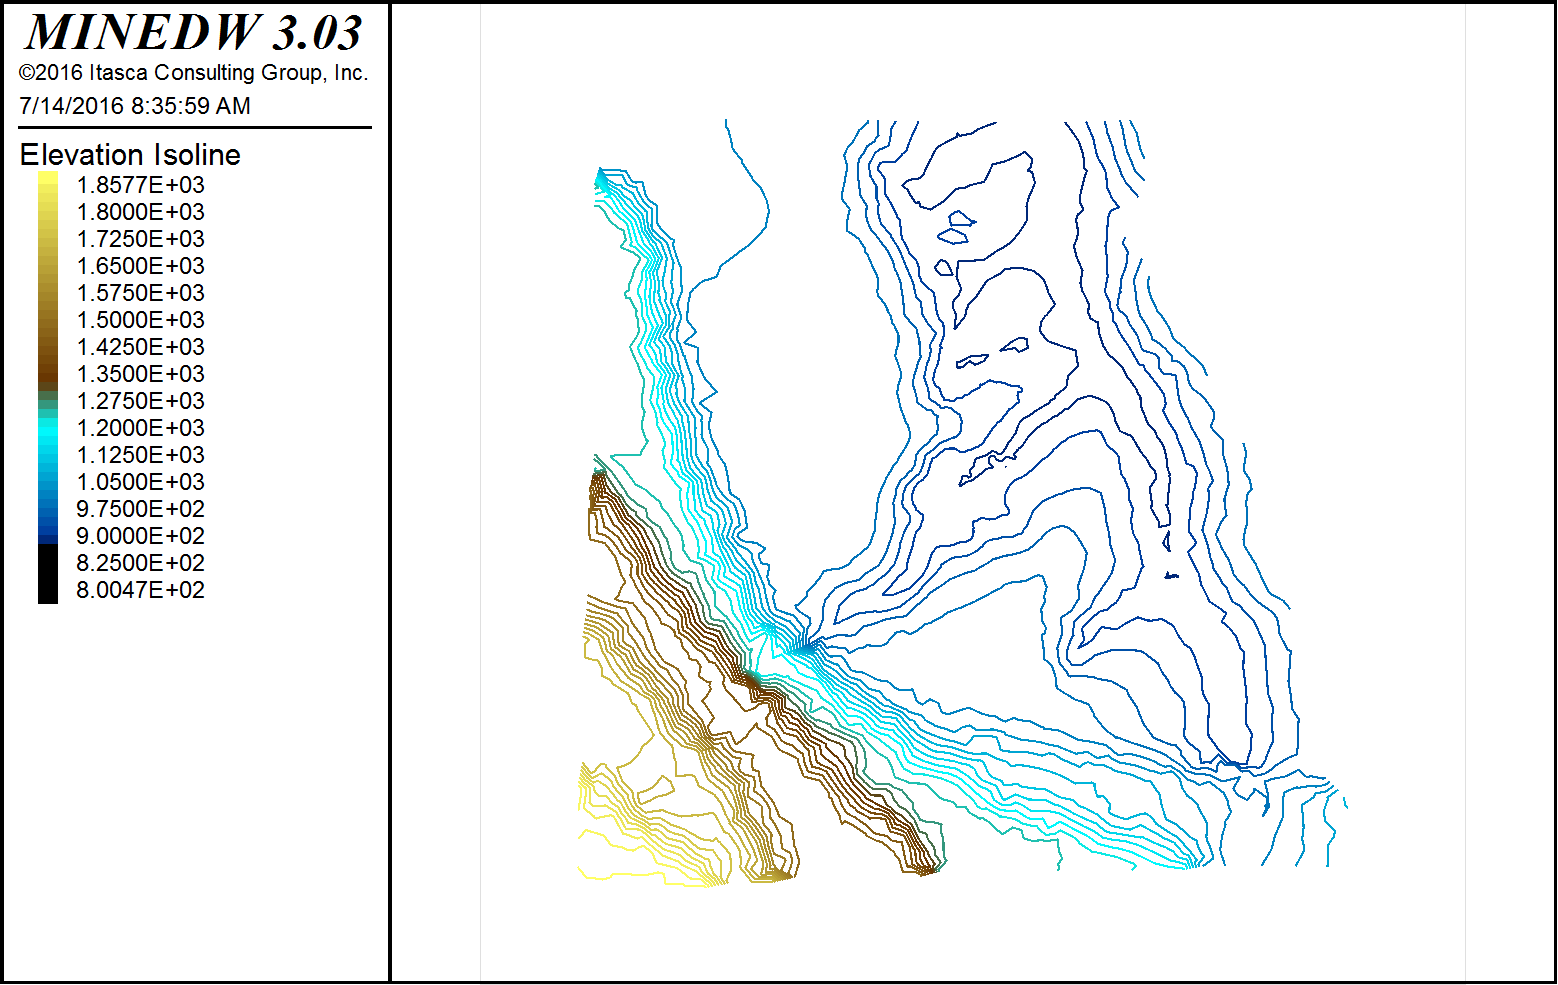 MINEDW 3.03
©2016 Itasca Consulting Group, Inc.
7/14/2016 8:35:59 AM
Elevation Isoline
1.8577E+03
1.8000E+03
1.7250E+03
1.6500E+03
1.5750E+03
1.5000E+03
1.4250E+03
1.3500E+03
1.2750E+03
1.2000E+03
1.1250E+03
1.0500E+03
9.7500E+02
9.0000E+02
8.2500E+02
8.0047E+02